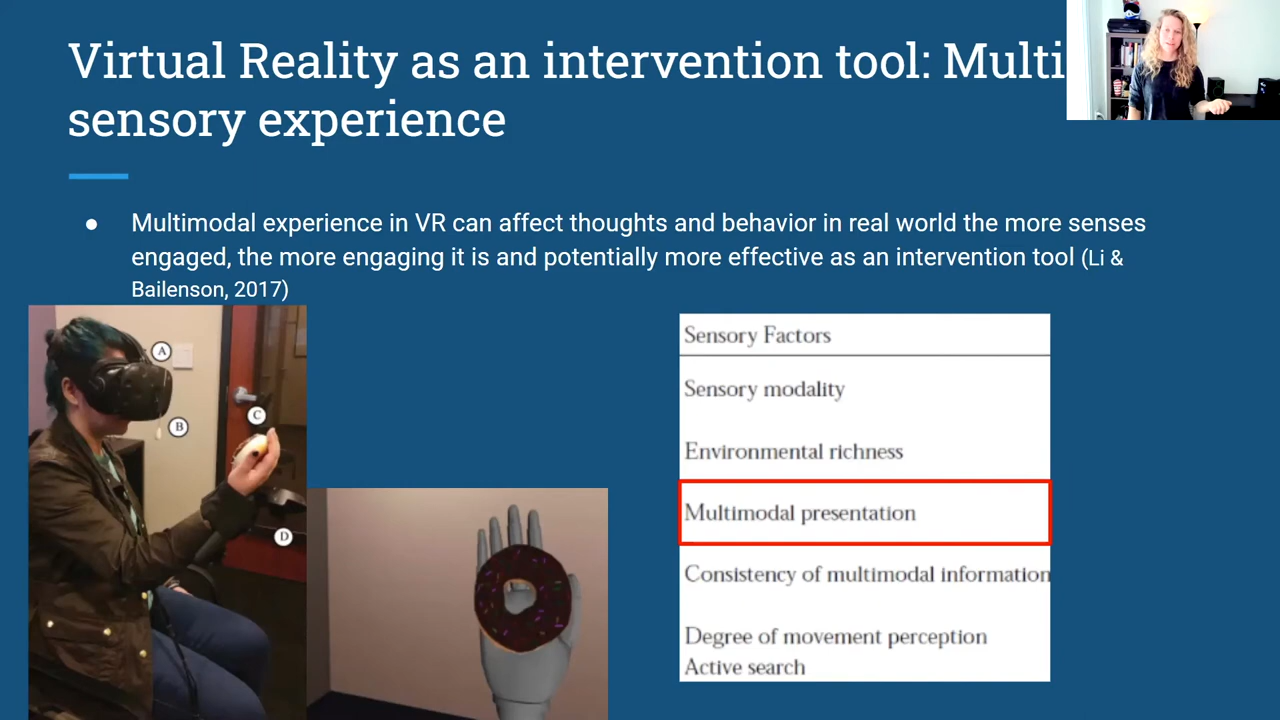 Virtual Reality as an intervention tool: Multi
sensory experience
● Multimodal experience in VR can affect thoughts and behavior in real world the more senses
engaged, the more engaging it is and potentially more effective as an intervention tool (Li &
Bailenson, 2017)
A
B
C
D
Sensory Factors
Sensory modality
Environmental richness
Multimodal presentation
Consistency of multimodal information
Degree of movement perception
Active search